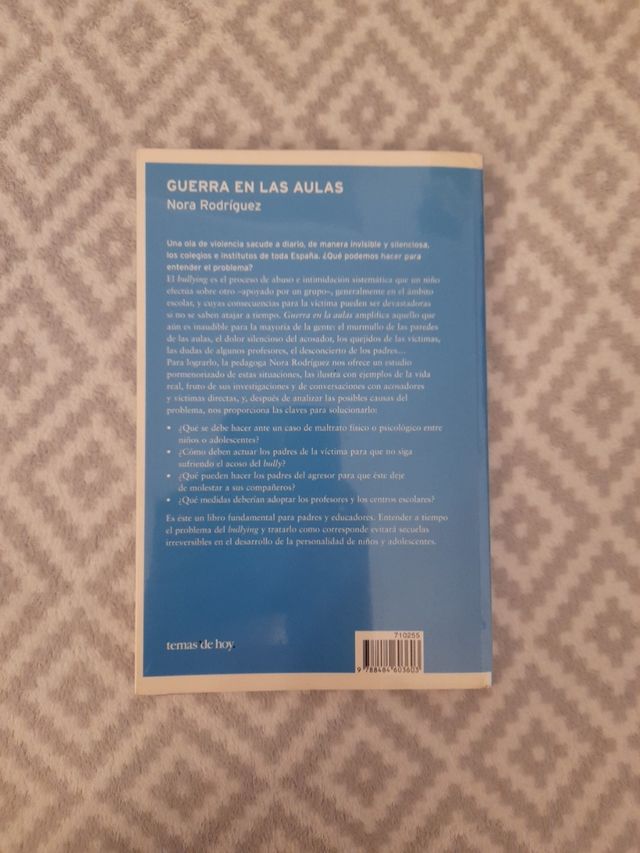 GUERRA EN LAS AULAS
Nora Rodríguez
Una ola de violencia sacude a diario, de manera invisible y silenciosa,
los colegios e institutos de toda España. ¿Qué podemos hacer para
entender el problema?
El bullying es el proceso de abuso e intimidación sistemática que un niño
efectúa sobre otro –apoyado por un grupo–, generalmente en el ámbito
escolar, y cuyas consecuencias para la víctima pueden ser devastadoras
si no se saben atajar a tiempo. Guerra en la aulas amplifica aquello que
aún es inaudible para la mayoría de la gente: el murmullo de las paredes
de las aulas, el dolor silencioso del acosador, los quejidos de las víctimas,
las dudas de algunos profesores, el desconcierto de los padres...
Para lograrlo, la pedagoga Nora Rodríguez nos ofrece un estudio
pormenorizado de estas situaciones, las ilustra con ejemplos de la vida
real, fruto de sus investigaciones y de conversaciones con acosadores
y víctimas directas, y, después de analizar las posibles causas del
problema, nos proporciona las claves para solucionarlo:
• ¿Qué se debe hacer ante un caso de maltrato físico o psicológico entre
niños o adolescentes?
• ¿Cómo deben actuar los padres de la víctima para que no siga
sufriendo el acoso del bully?
• ¿Qué pueden hacer los padres del agresor para que éste deje
de molestar a sus compañeros?
• ¿Qué medidas deberían adoptar los profesores y los centros escolares?
Es éste un libro fundamental para padres y educadores. Entender a tiempo
el problema del bullying y tratarlo como corresponde evitará secuelas
irreversibles en el desarrollo de la personalidad de niños y adolescentes.
temas de hoy.
710255
9 788484 603603